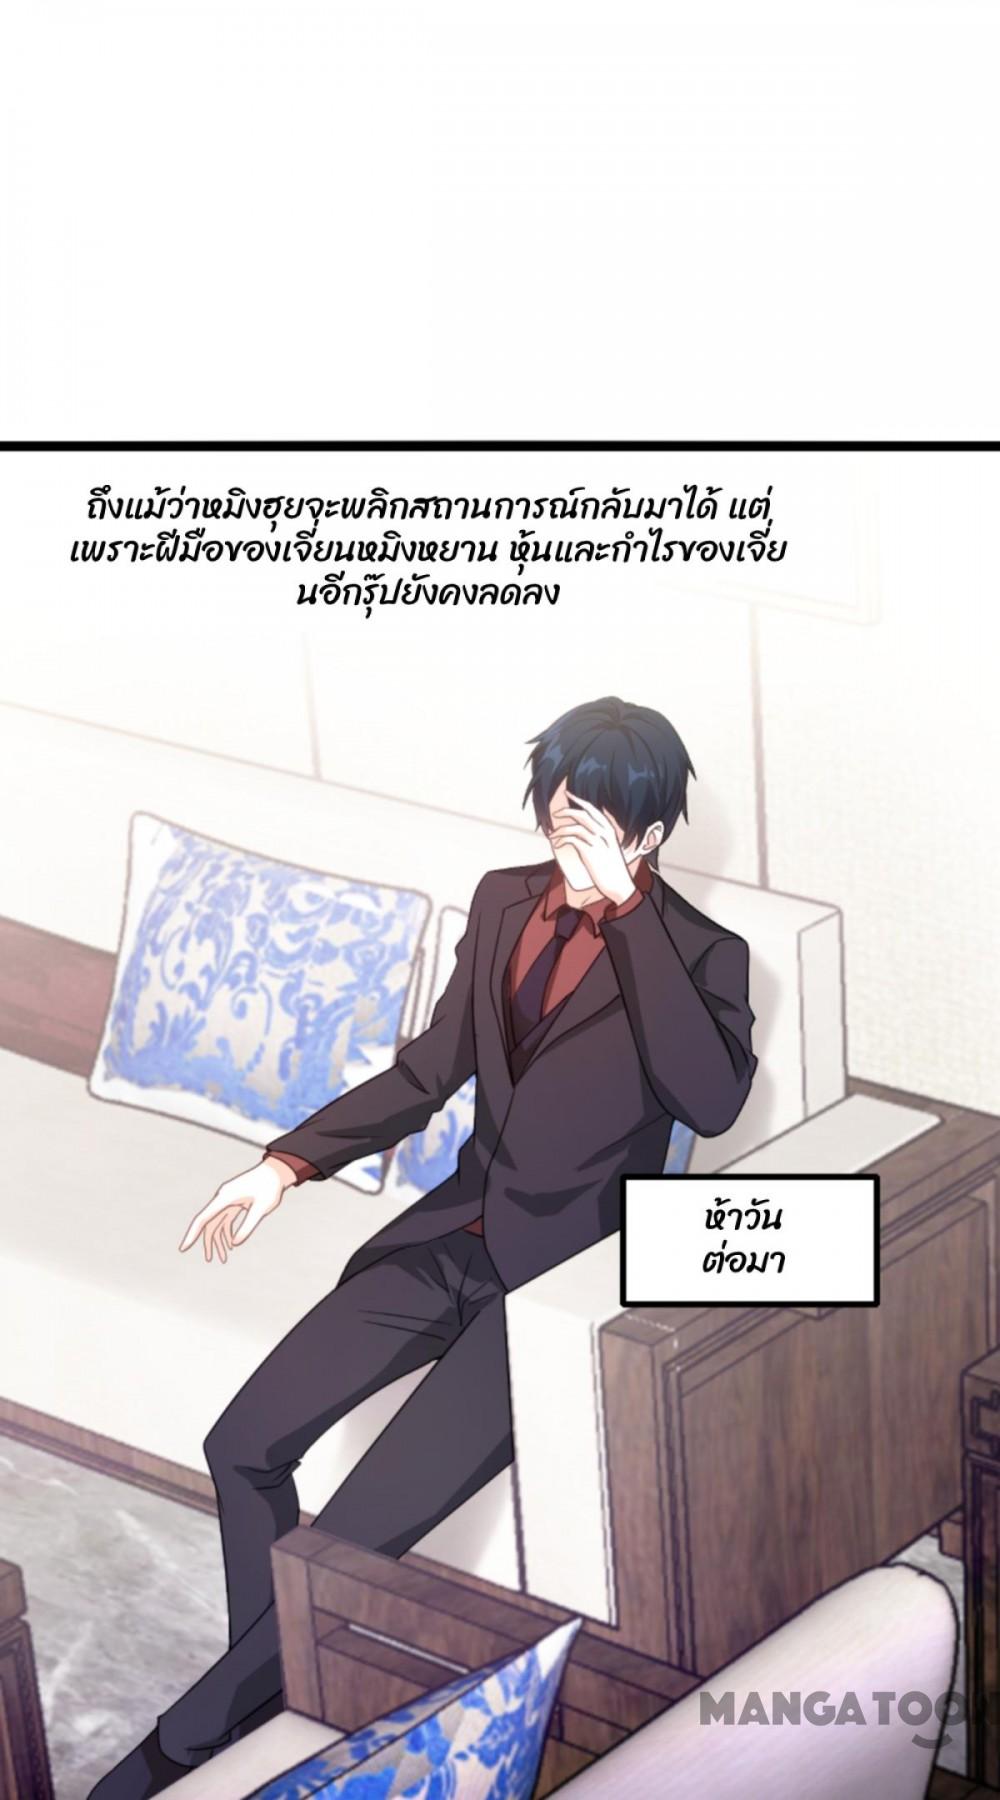 ถึงแม้ว่าหมิงฮุยจะพลิกสถานการณ์กลับมาได้ แต่
เพราะฝีมือของเจี่ยนหมิงหยาน หุ้นและกำไรของเจี่ย
นอีกรุ๊ปยังคงลดลง
ห้าวัน
ต่อมา
MANGATOON